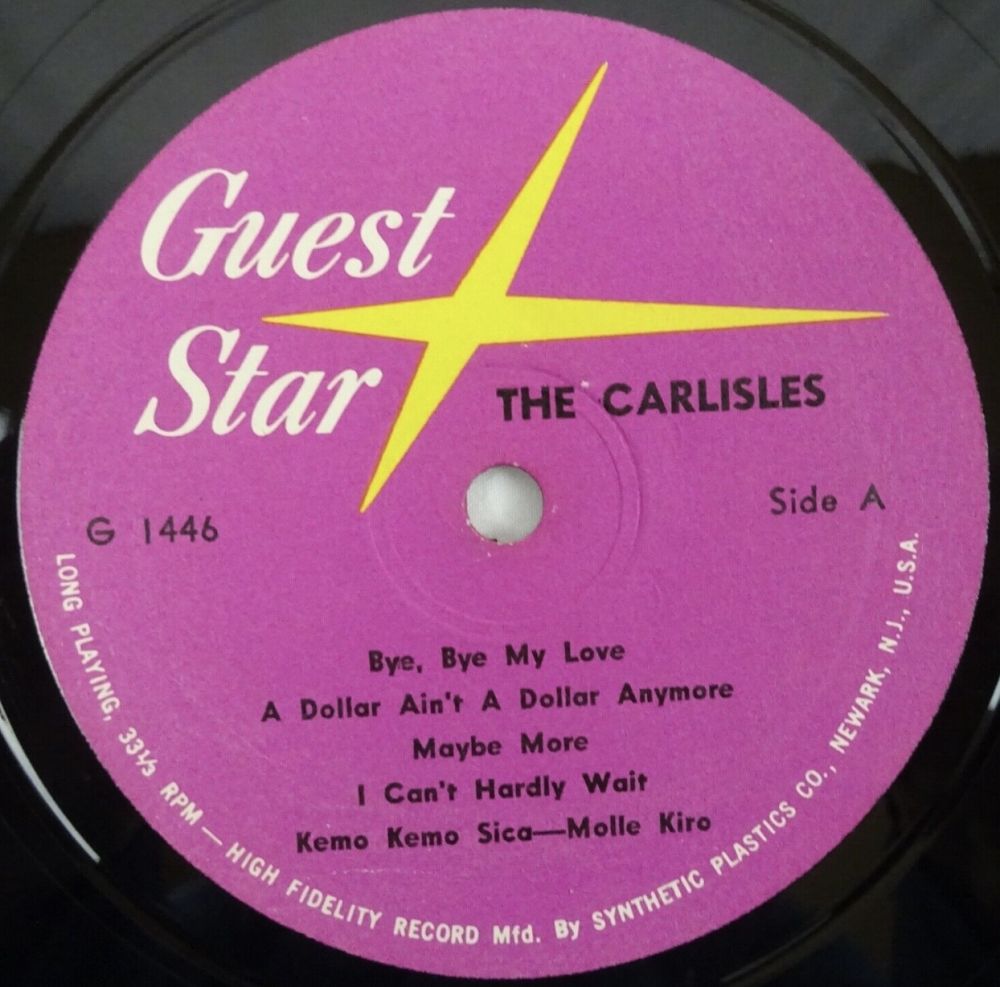 Guest
Star
THE CARLISLES
G 1446
Side A
Bye, Bye My Love
A Dollar Ain't A Dollar Anymore
Maybe More
I Can't Hardly Wait
Kemo Kemo Sica—Molle Kiro
LONG PLAYING, 33⅓ RPM — HIGH FIDELITY RECORD Mfd. By SYNTHETIC PLASTICS CO., NEWARK, N.J., U.S.A.